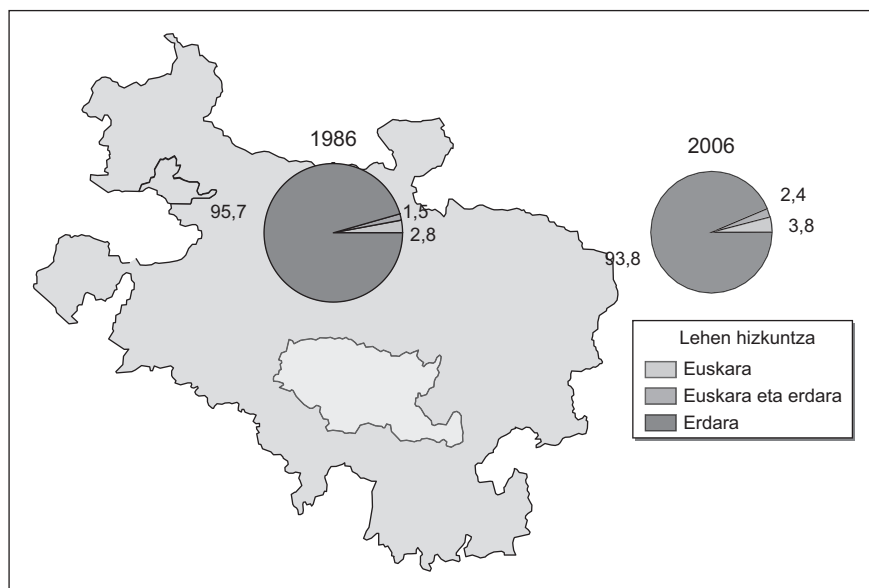 1986
95,7
1,5
2,8
2006
2,4
3,8
93,8
Lehen hizkuntza
Euskara
Euskara eta erdara
Erdara